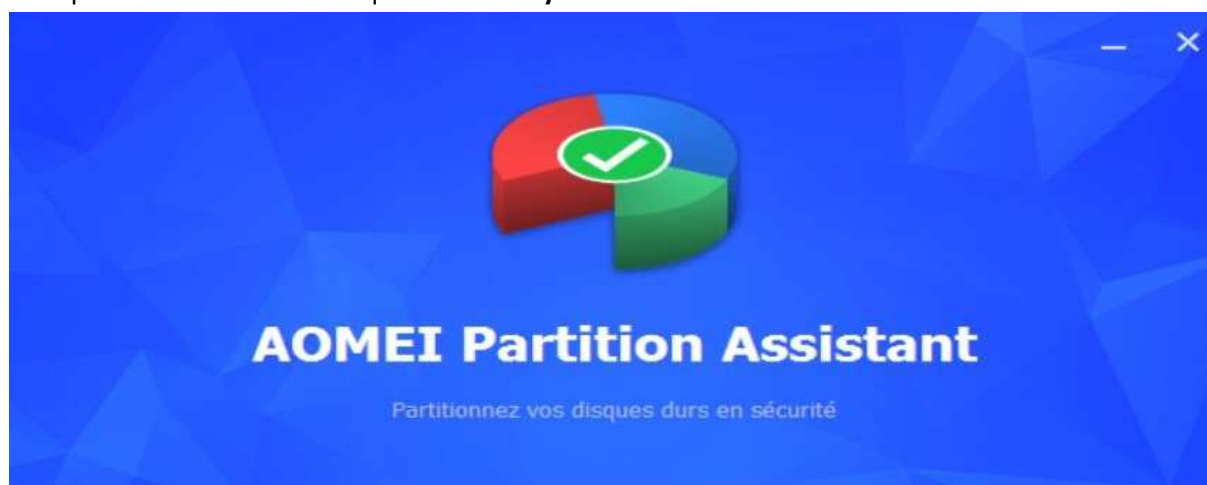 AOMEI Partition Assistant
Partitionnez vos disques durs en sécurité